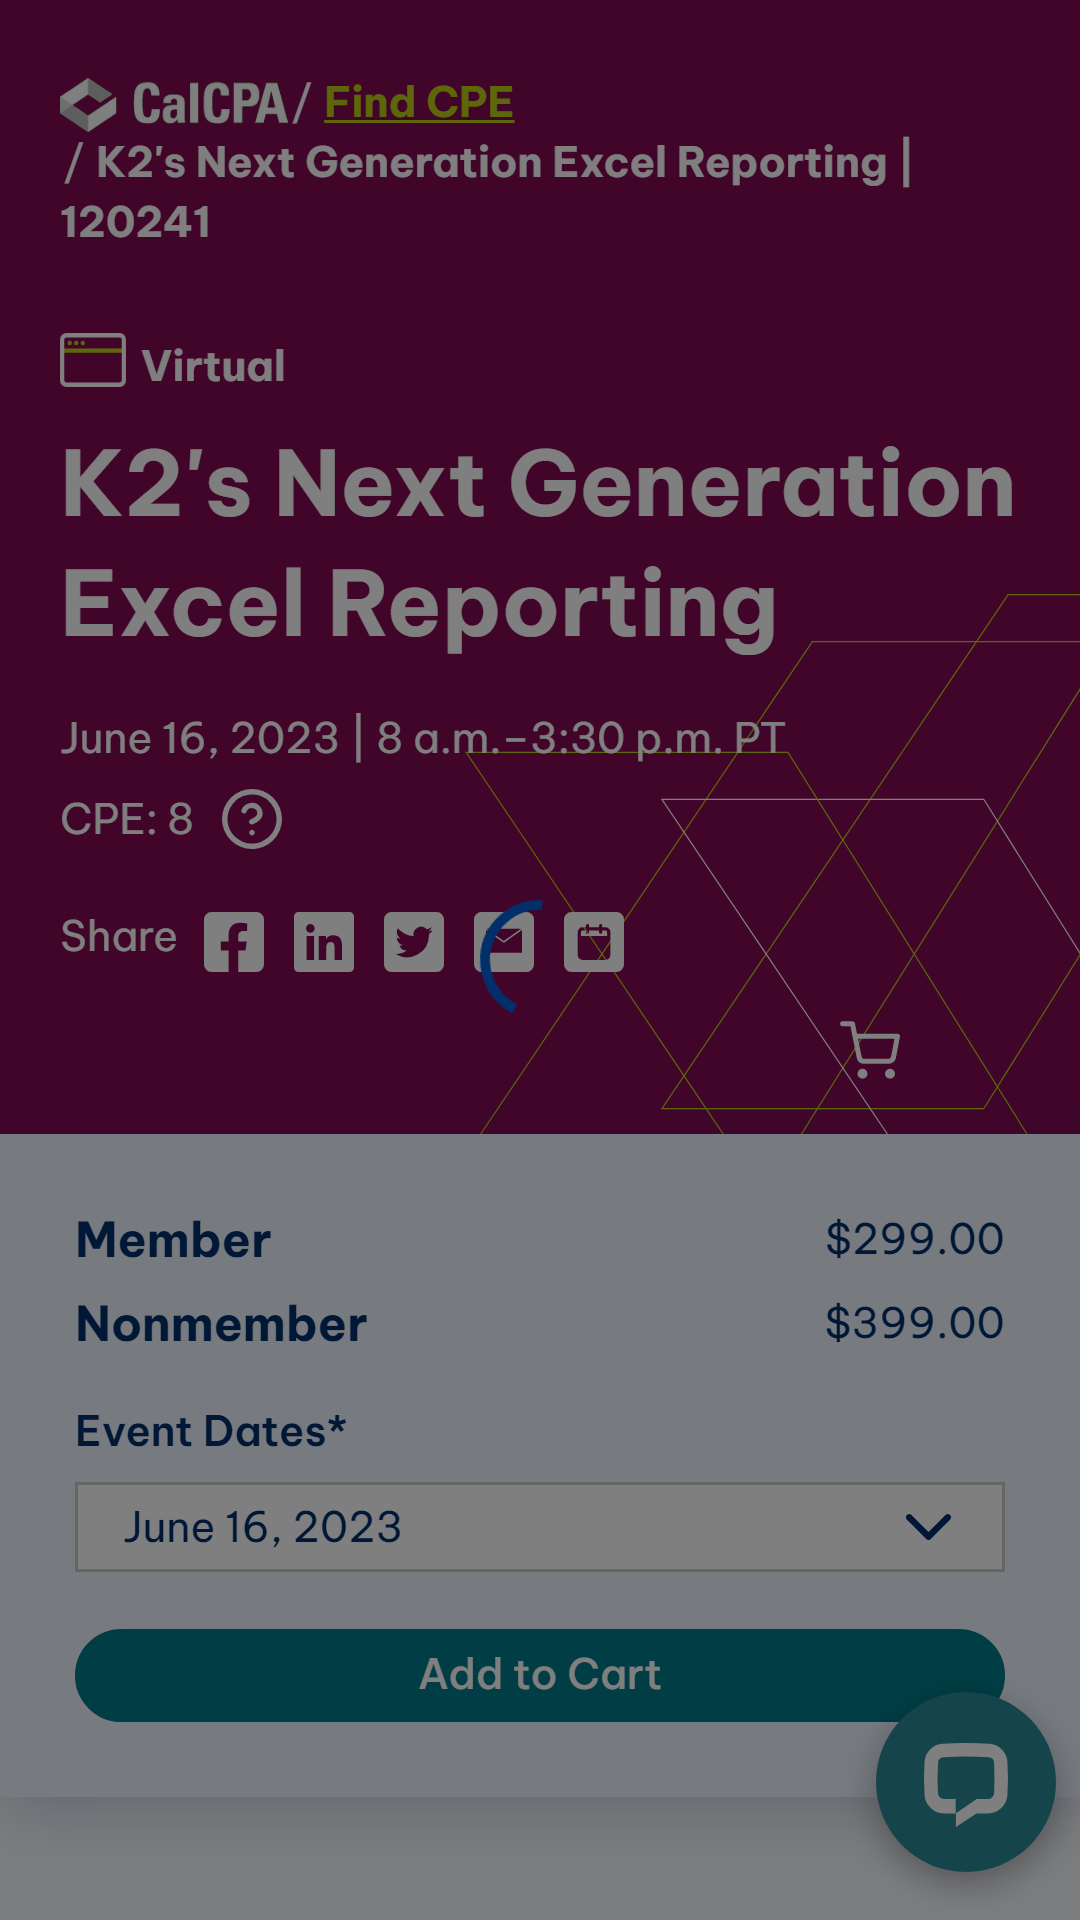 CalCPA / Find CPE
/ K2's Next Generation Excel Reporting |
120241
Virtual
K2's Next Generation
Excel Reporting
June 16, 2023 | 8 a.m.–3:30 p.m. PT
CPE: 8 ?
Share
Member $299.00
Nonmember $399.00
Event Dates*
June 16, 2023
Add to Cart